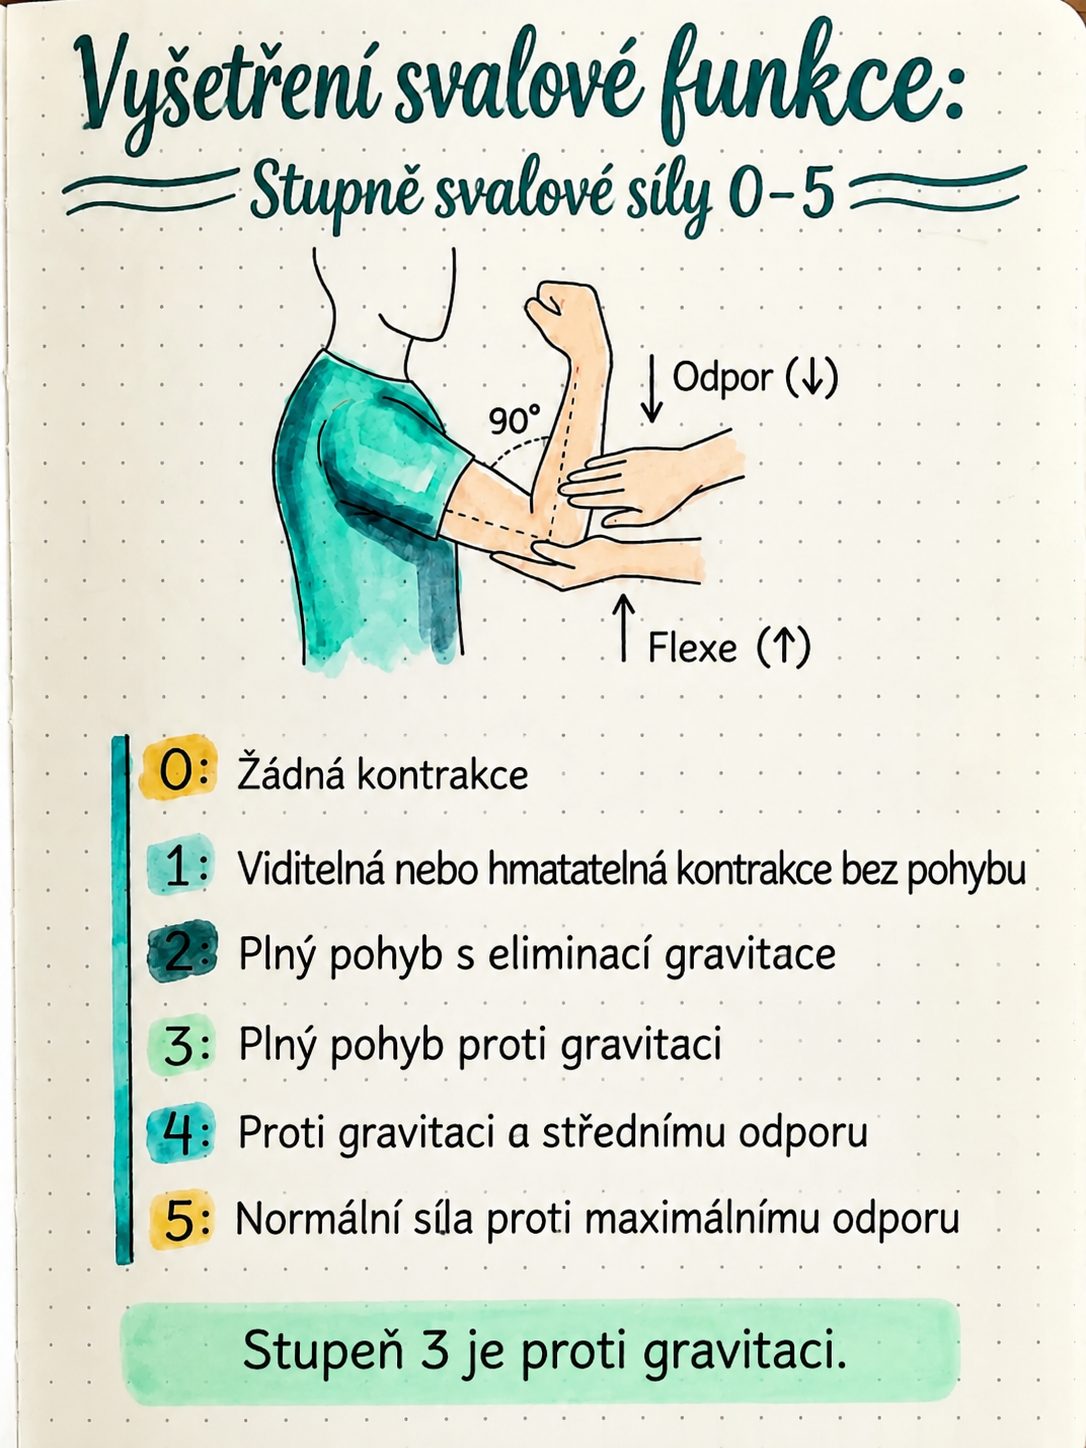 Vyšetření svalové funkce:
Stupně svalové síly 0-5
90°
Odpor (↓)
Flexe (↑)
0: Žádná kontrakce
1: Viditelná nebo hmatatelná kontrakce bez pohybu
2: Plný pohyb s eliminací gravitace
3: Plný pohyb proti gravitaci
4: Proti gravitaci a střednímu odporu
5: Normální síla proti maximálnímu odporu
Stupeň 3 je proti gravitaci.